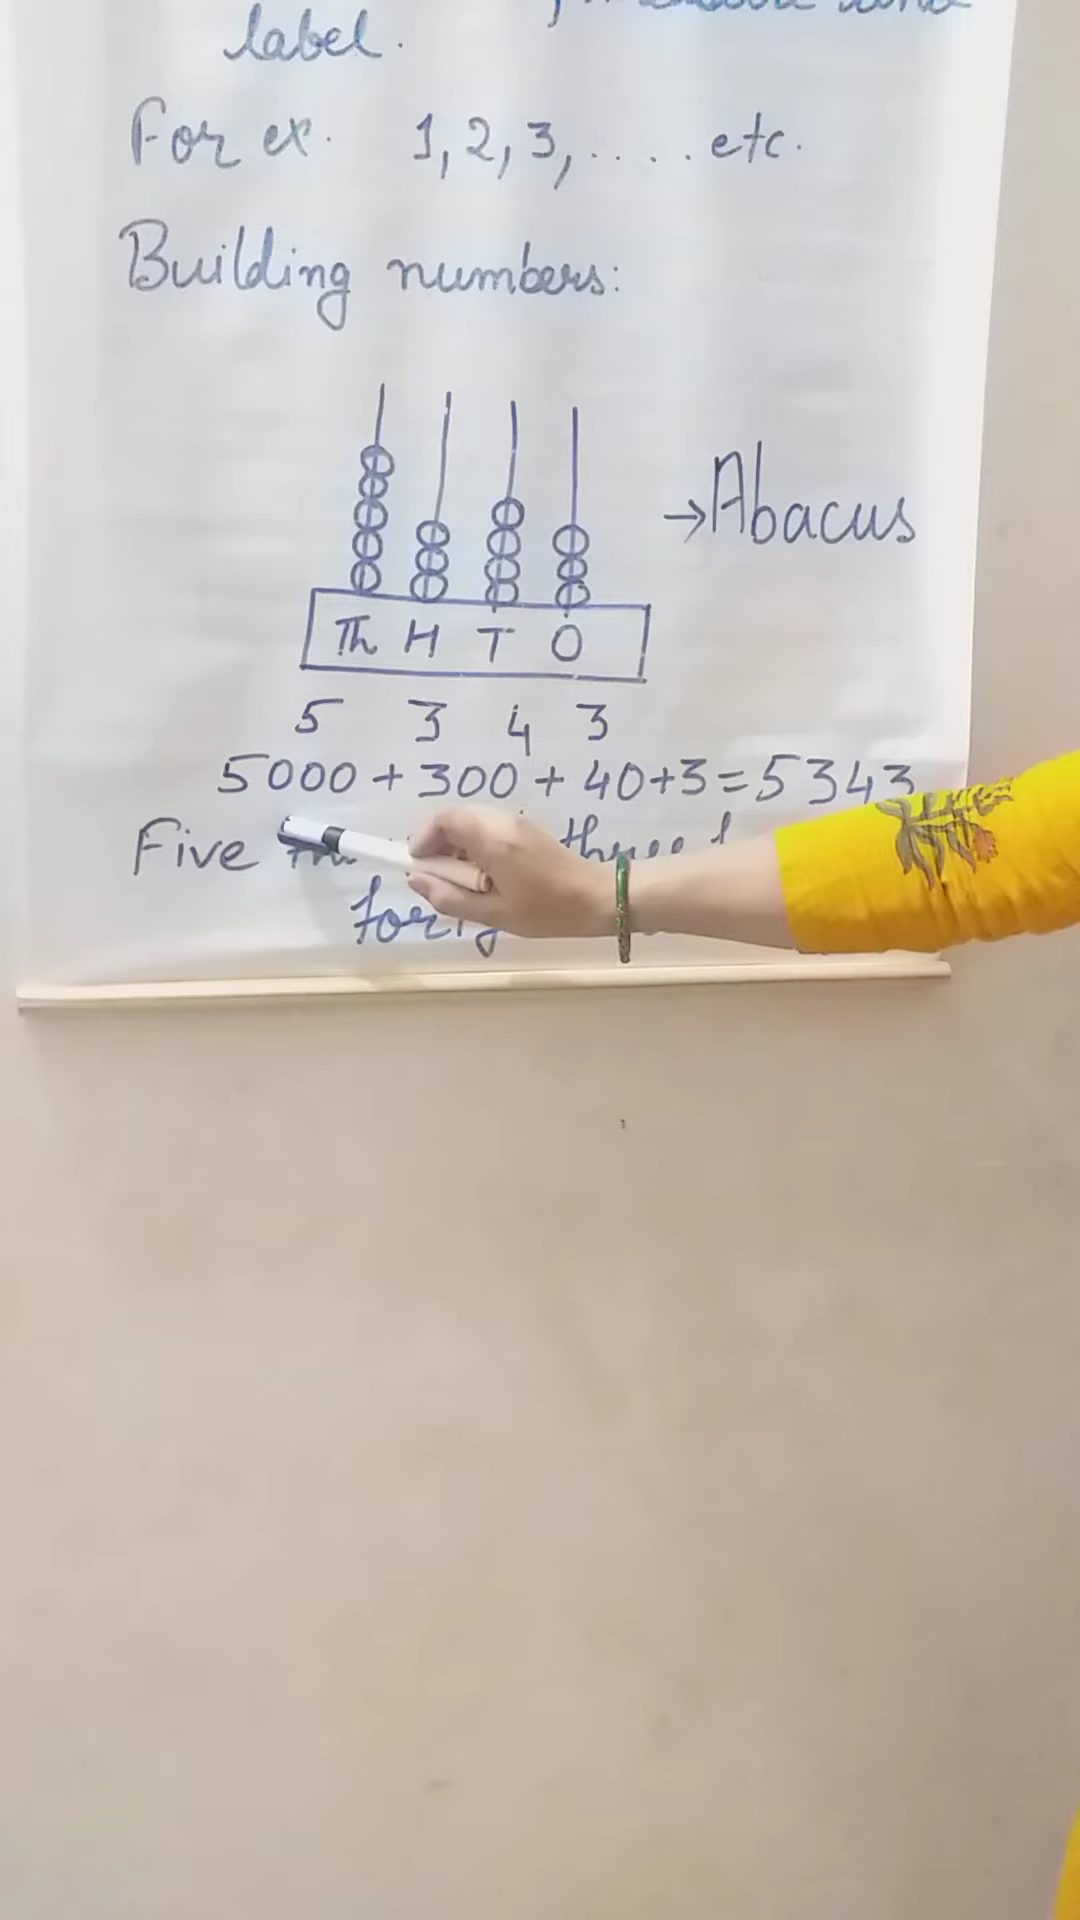 label.
For ex. 1, 2, 3, .... etc.
Building numbers:
→Abacus
Th H T O
5 3 4 3
5000 + 300 + 40+3=5343
Five three